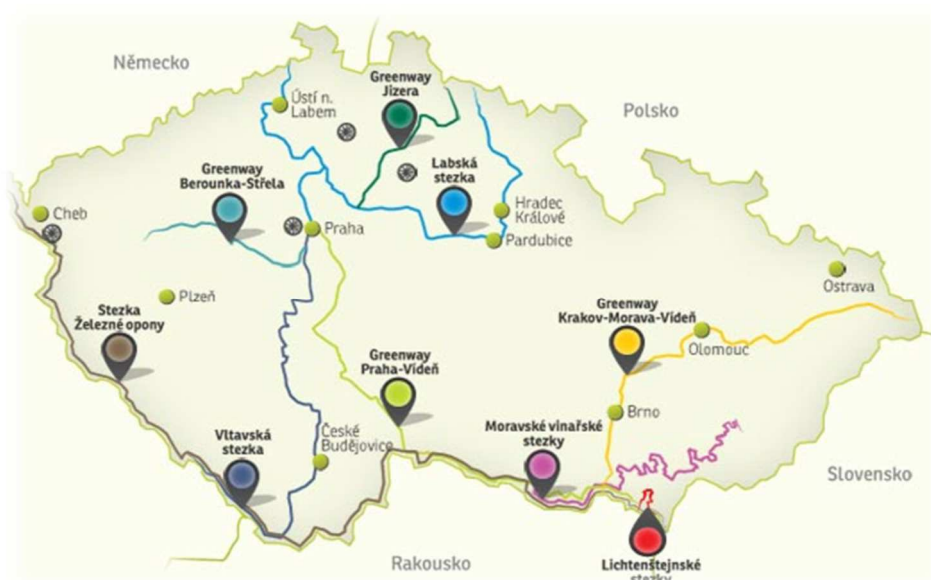 Německo
Greenway
Jizera
Polsko
Ústí n.
Labem
Greenway
Berounka-Střela
Labská
stezka
Cheb
Praha
Hradec
Králové
Pardubice
Plzeň
Ostrava
Stezka
Železné opony
Greenway
Krakov-Morava-Vídeň
Olomouc
Greenway
Praha-Vídeň
Brno
Vltavská
stezka
České
Budějovice
Moravské vinařské
stezky
Slovensko
Rakousko
Lichtenštejnské
stezky